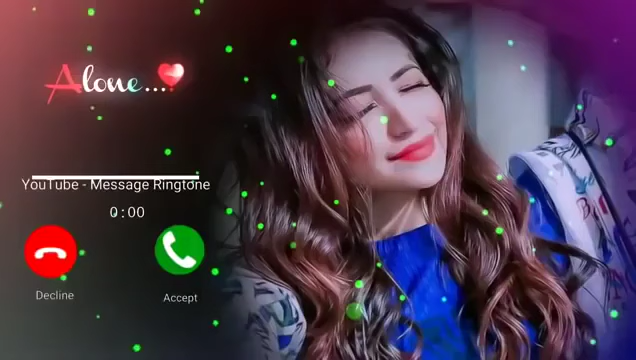 Alone....
YouTube - Message Ringtone
0:00
Decline
Accept